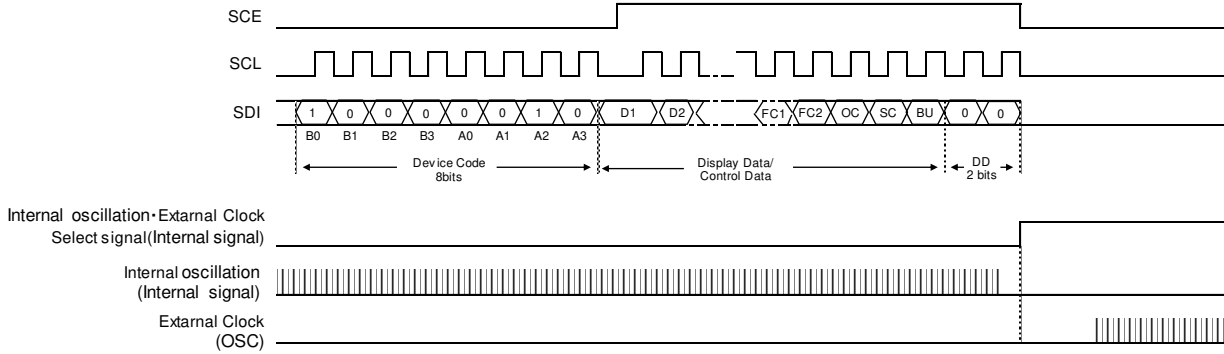 SCE
SCL
SDI
1 0 0 0 0 0 1 0 D1 D2 FC1 FC2 OC SC BU 0 0
B0 B1 B2 B3 A0 A1 A2 A3
Device Code
8bits
Display Data/
Control Data
DD
2 bits
Internal oscillation・Extarnal Clock
Select signal(Internal signal)
Internal oscillation
(Internal signal)
Extarnal Clock
(OSC)